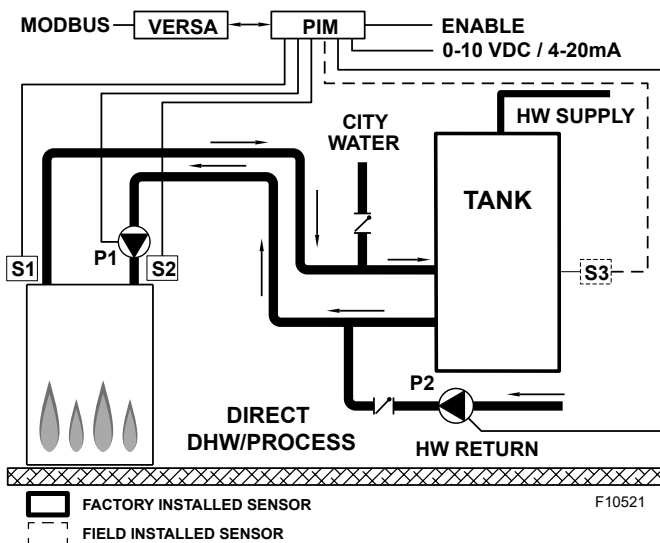 MODBUS
VERSA
PIM
ENABLE
0-10 VDC / 4-20mA
HW SUPPLY
CITY
WATER
TANK
P1
S1
S2
S3
P2
DIRECT
DHW/PROCESS
HW RETURN
FACTORY INSTALLED SENSOR
F10521
FIELD INSTALLED SENSOR